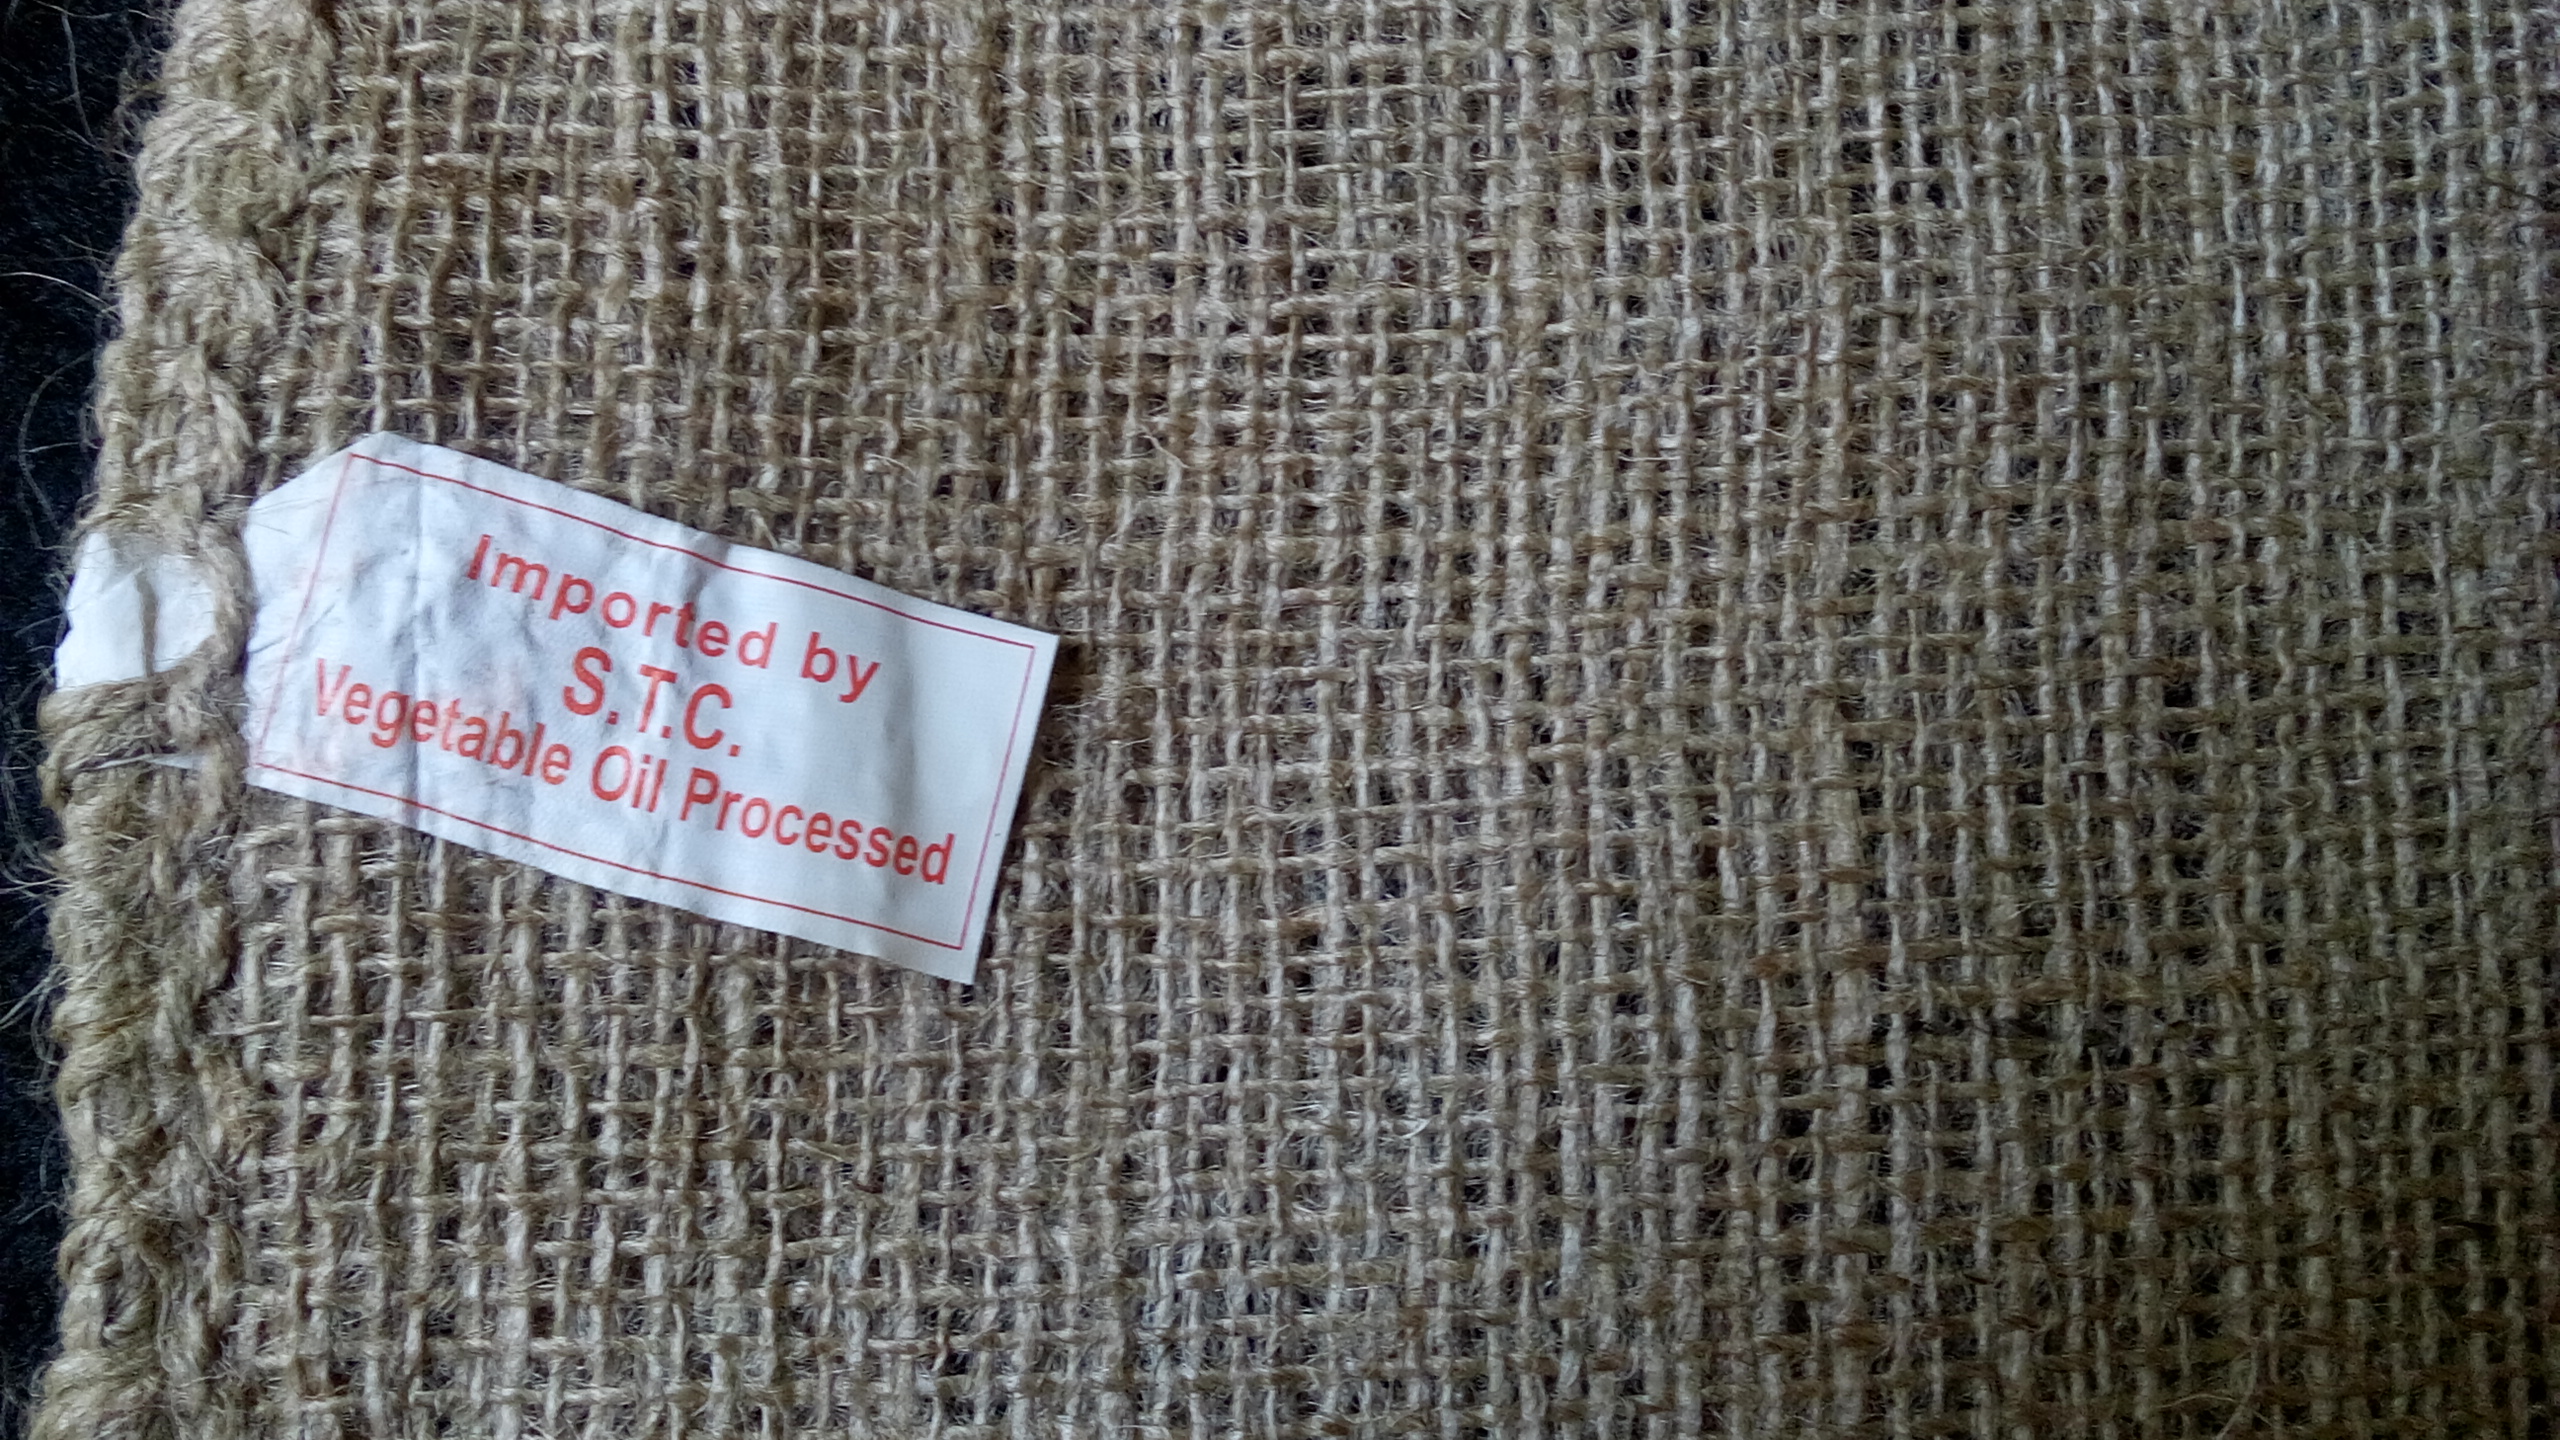 Imported by
S.T.C.
Vegetable Oil Processed